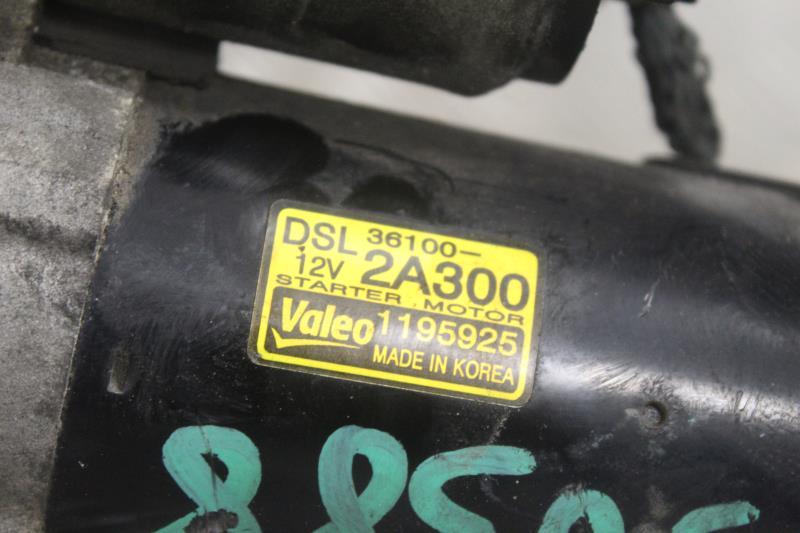 DSL 36100-
12V 2A300
STARTER MOTOR
Valeo 1195925
MADE IN KOREA